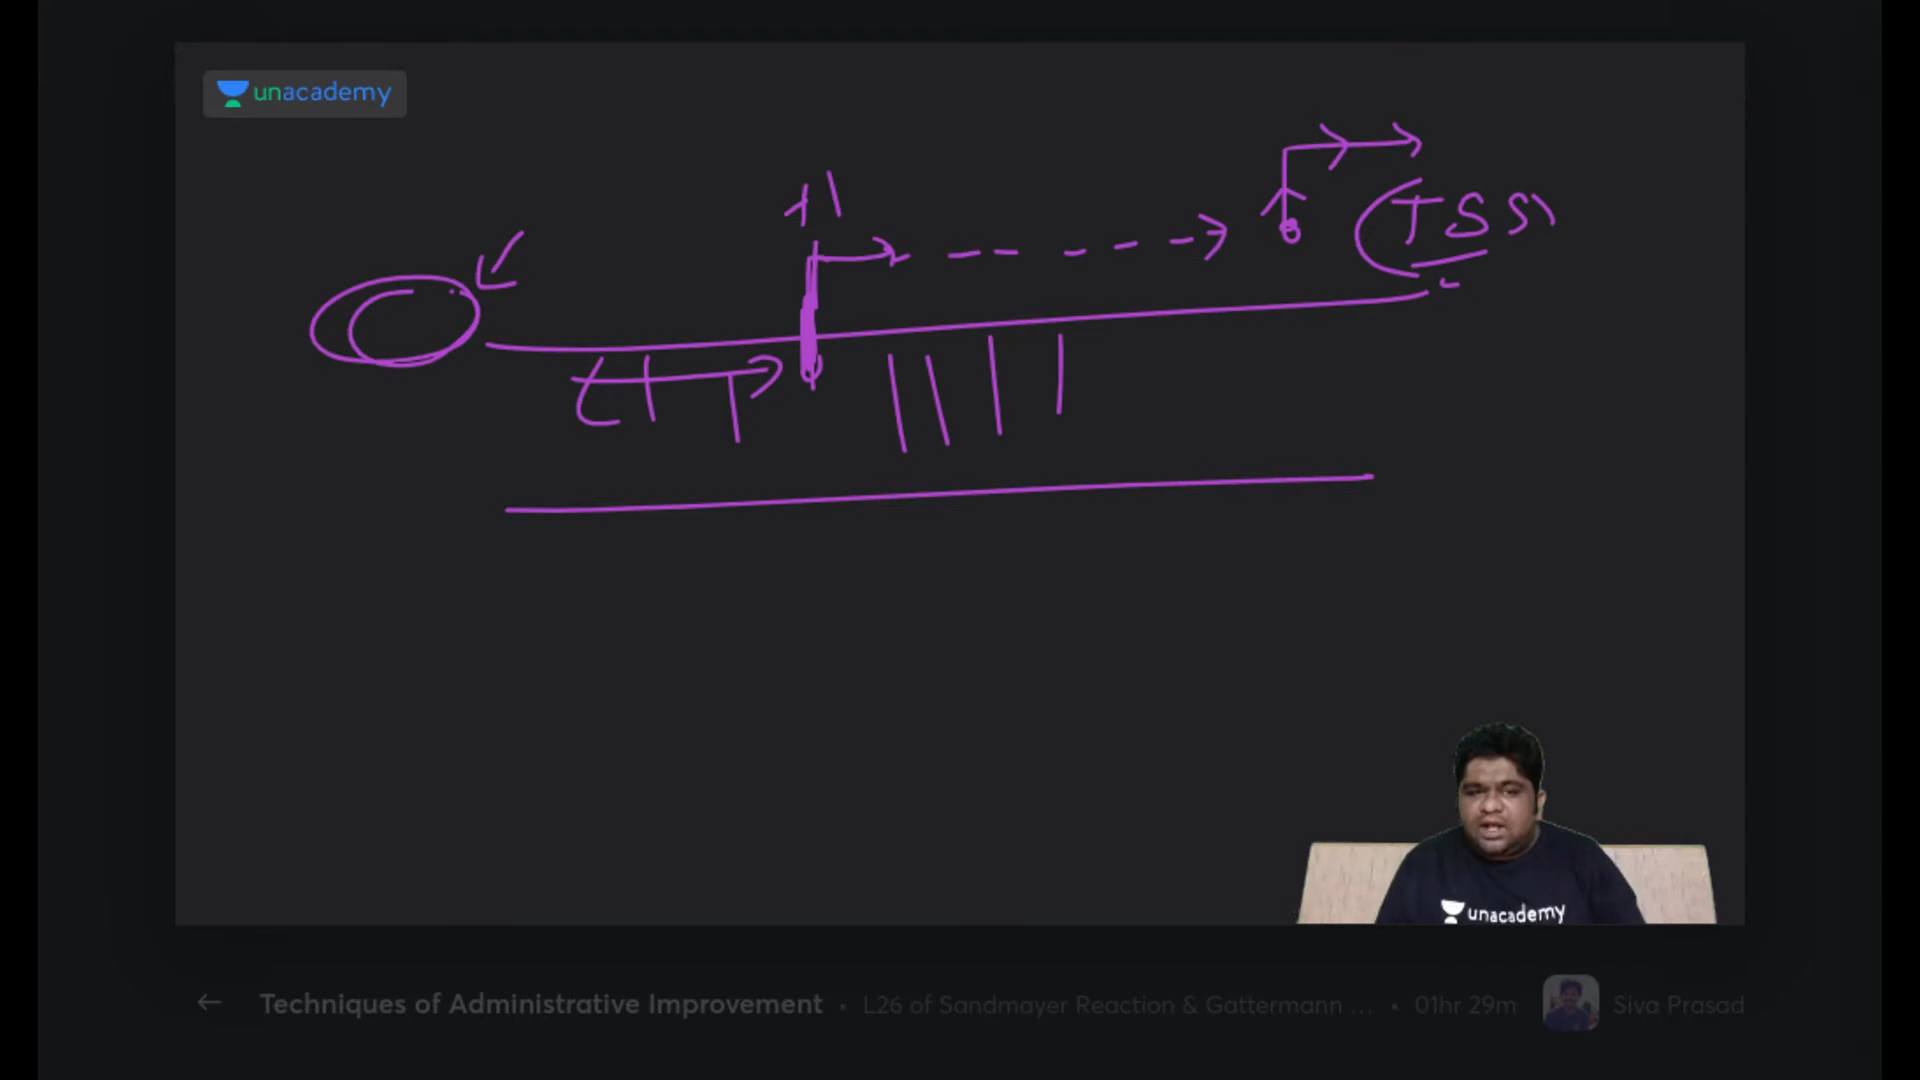 unacademy
TSS
unacademy
Techniques of Administrative Improvement • L26 of Sandmayer Reaction & Gattermann ... • 01hr 29m Siva Prasad